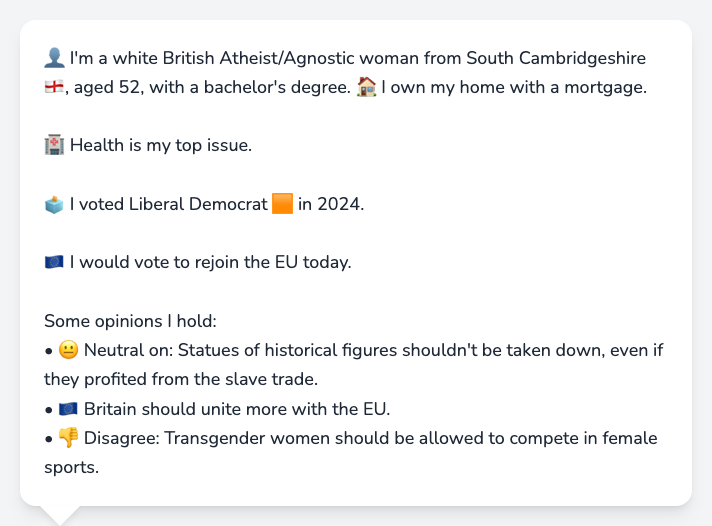 👤 I'm a white British Atheist/Agnostic woman from South Cambridgeshire
🏴󠁧󠁢󠁥󠁮󠁧󠁿, aged 52, with a bachelor's degree. 🏠 I own my home with a mortgage.
🏥 Health is my top issue.
🗳️ I voted Liberal Democrat 🟧 in 2024.
🇪🇺 I would vote to rejoin the EU today.
Some opinions I hold:
• 😐 Neutral on: Statues of historical figures shouldn't be taken down, even if
they profited from the slave trade.
• 🇪🇺 Britain should unite more with the EU.
• 👎 Disagree: Transgender women should be allowed to compete in female
sports.